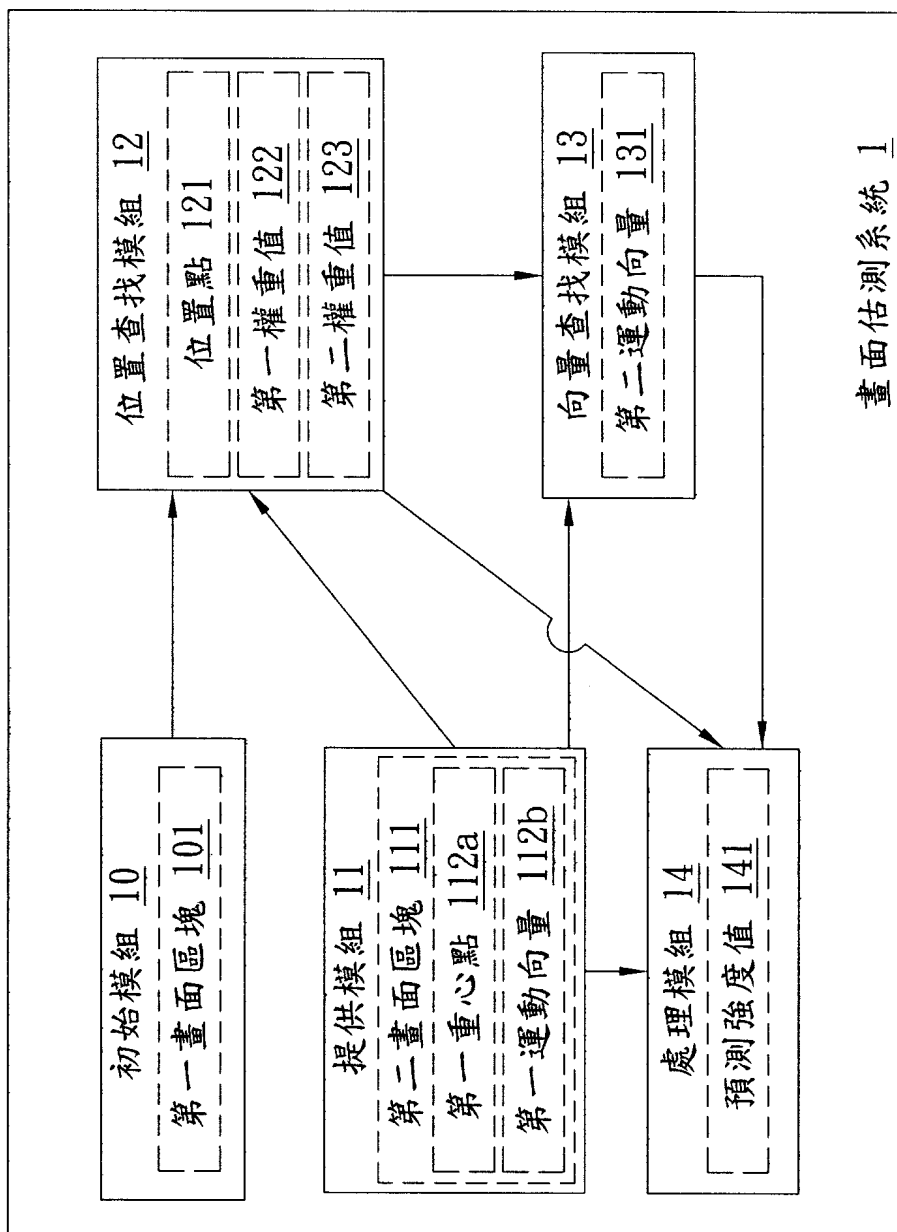 初始模組 10
第一畫面區塊 101
提供模組 11
第二畫面區塊 111
第一重心點 112a
第一運動向量 112b
處理模組 14
預測強度值 141
位置查找模組 12
位置點 121
第一權重值 122
第二權重值 123
向量查找模組 13
第二運動向量 131
畫面估測系統 1